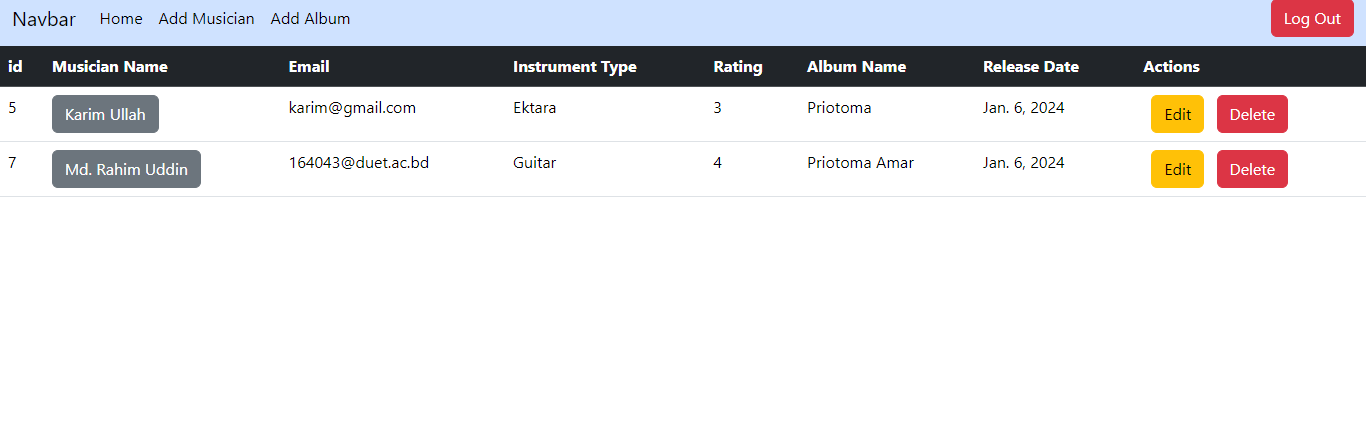 Navbar Home Add Musician Add Album Log Out
id Musician Name Email Instrument Type Rating Album Name Release Date Actions
5 Karim Ullah karim@gmail.com Ektara 3 Priotoma Jan. 6, 2024 Edit Delete
7 Md. Rahim Uddin 164043@duet.ac.bd Guitar 4 Priotoma Amar Jan. 6, 2024 Edit Delete